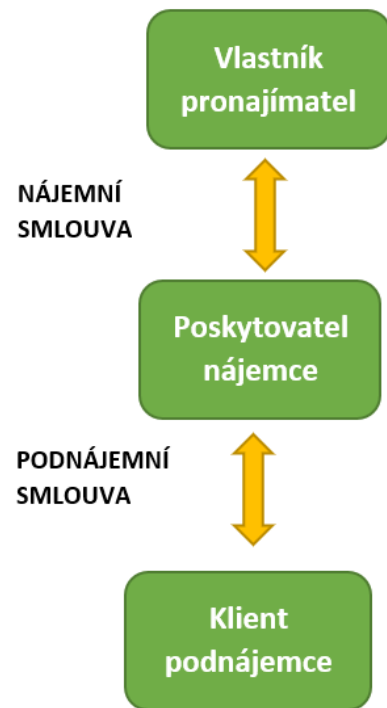 Vlastník
pronajímatel
NÁJEMNÍ
SMLOUVA
Poskytovatel
nájemce
PODNÁJEMNÍ
SMLOUVA
Klient
podnájemce